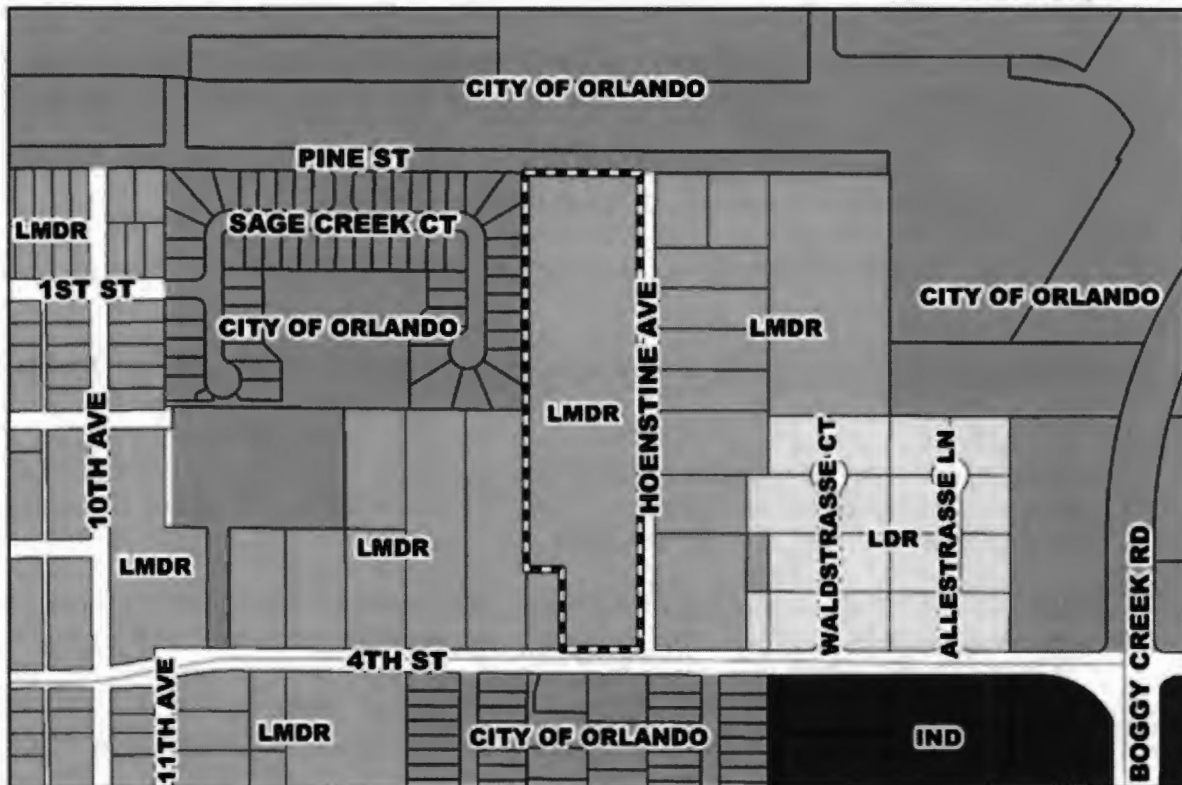 CITY OF ORLANDO
PINE ST
SAGE CREEK CT
LMDR
1ST ST
CITY OF ORLANDO
CITY OF ORLANDO
LMDR
HOENSTINE AVE
LMDR
10TH AVE
WALDSTRASSE CT
ALLESTRASSE LN
LDR
LMDR
LMDR
BOGGY CREEK RD
4TH ST
11TH AVE
LMDR
CITY OF ORLANDO
IND